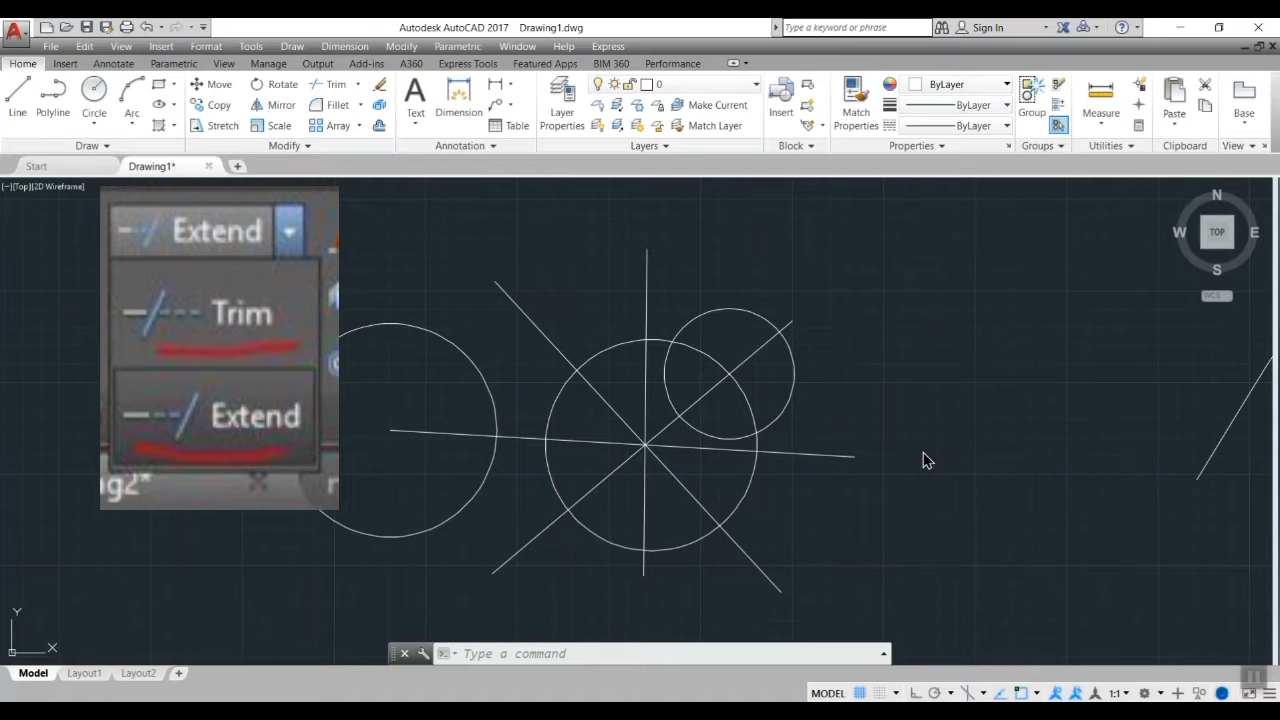 Autodesk AutoCAD 2017 Drawing1.dwg
Type a keyword or phrase
Sign In
File Edit View Insert Format Tools Draw Dimension Modify Parametric Window Help Express
Home Insert Annotate Parametric View Manage Output Add-ins A360 Express Tools Featured Apps BIM 360 Performance
Line Polyline Circle Arc
Move Rotate Trim
Copy Mirror Fillet
Stretch Scale Array
Text Dimension Table
Layer Properties
0
Make Current
Match Layer
Insert
Match Properties
ByLayer
ByLayer
ByLayer
Group Measure Paste Base
Draw Modify Annotation Layers Block Properties Groups Utilities Clipboard View
Start Drawing1*
[−][Top][2D Wireframe]
Extend
Trim
Extend
ng2*
N
W TOP E
S
WCS
Y
X
Type a command
Model Layout1 Layout2
MODEL 1:1